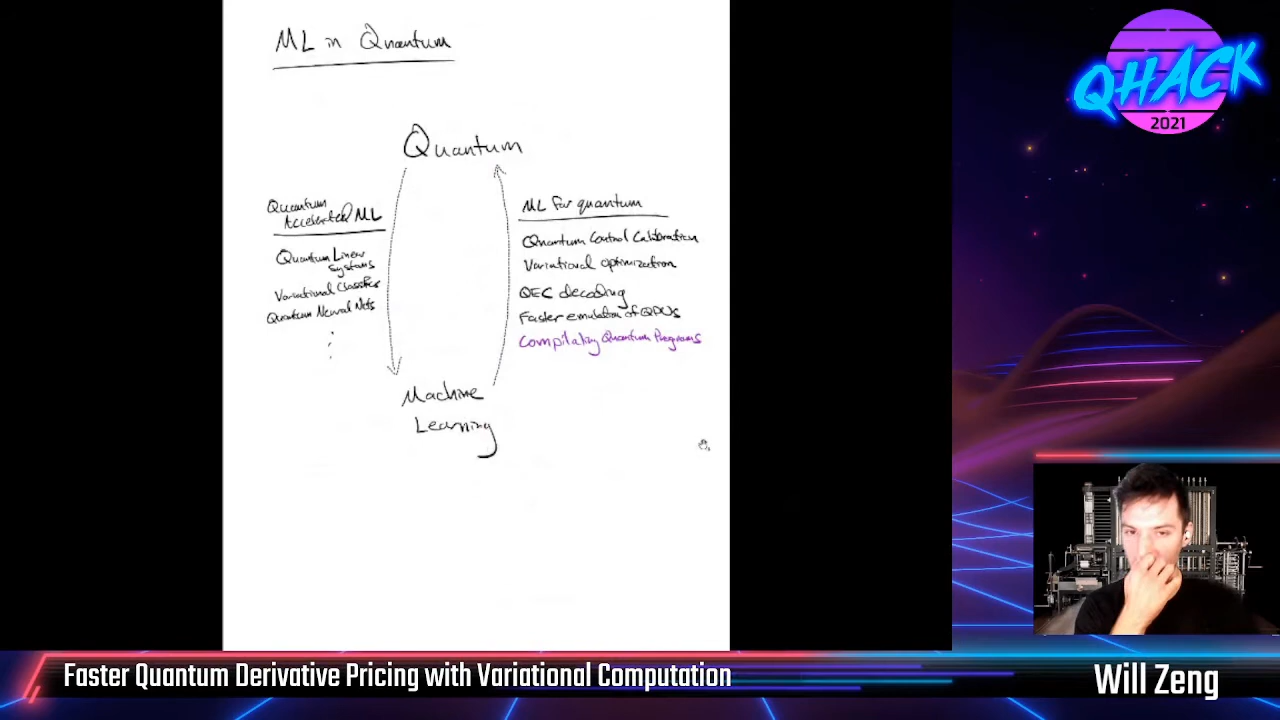 ML in Quantum
Quantum
Quantum
Accelerated ML
Quantum Linear
Systems
Variational Classifiers
Quantum Neural Nets
ML for quantum
Quantum Control Calibration
Variational optimization
QEC decoding
Faster emulation of QPUs
Compilating Quantum Programs
Machine
Learning
QHACK
2021
Faster Quantum Derivative Pricing with Variational Computation
Will Zeng